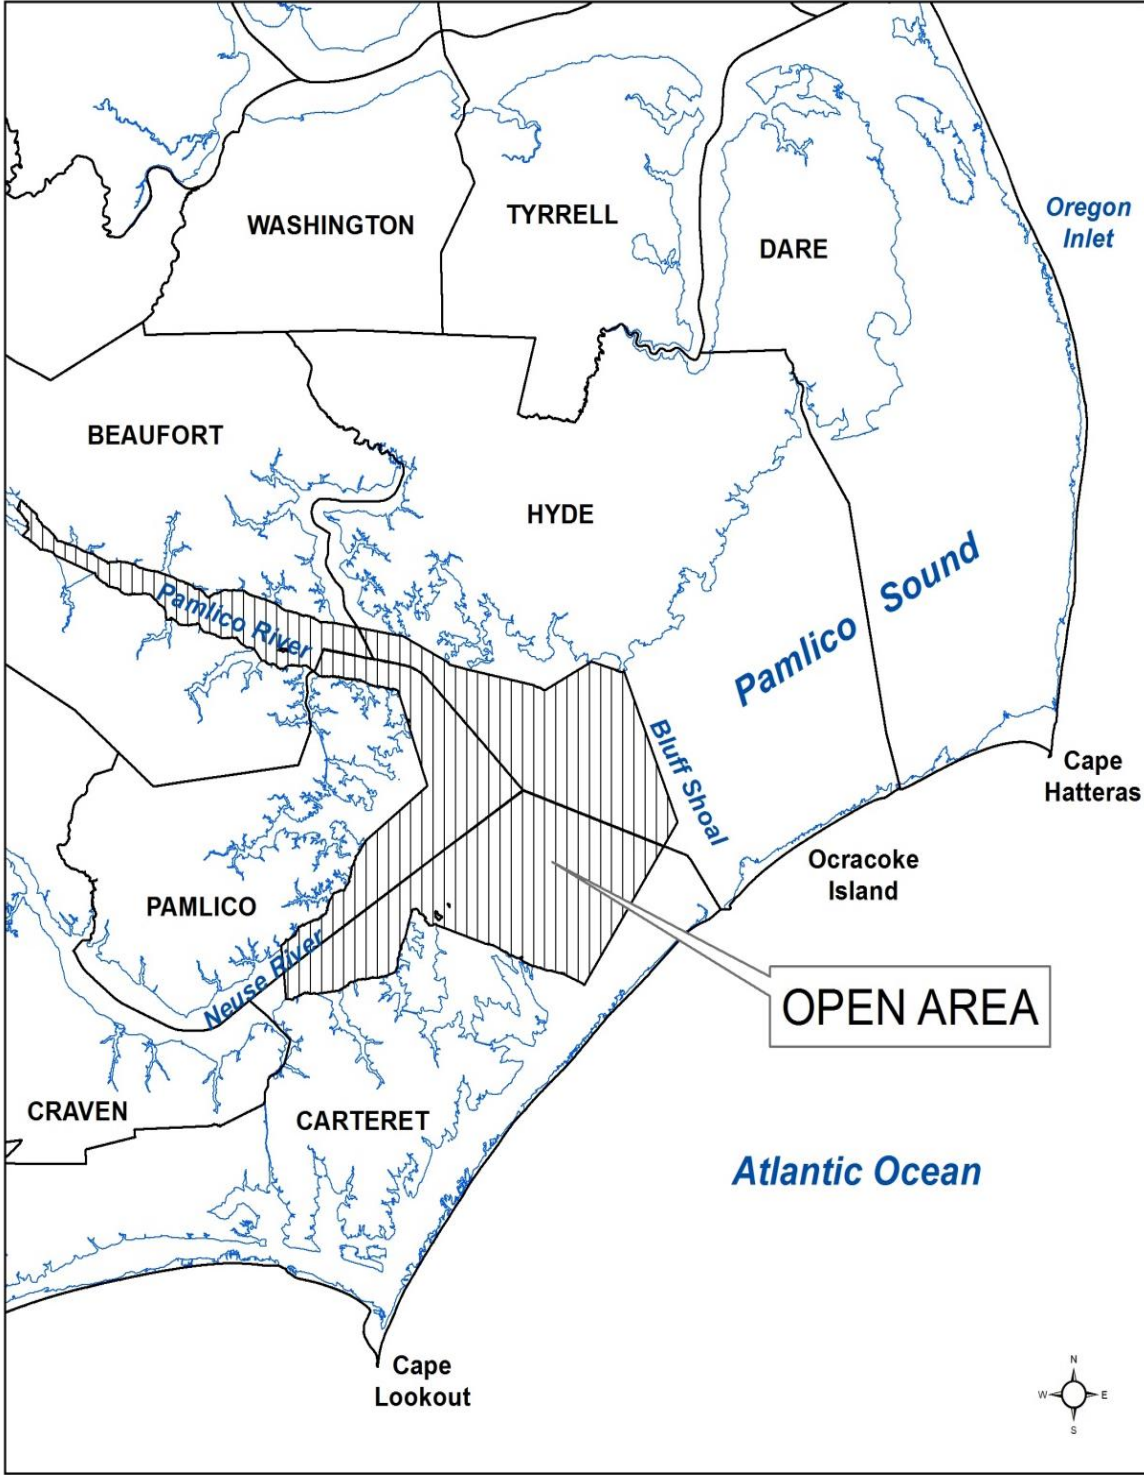 WASHINGTON
TYRRELL
DARE
Oregon
Inlet
BEAUFORT
HYDE
Pamlico Sound
Pamlico River
Bluff Shoal
Cape
Hatteras
Ocracoke
Island
PAMLICO
Neuse River
OPEN AREA
CRAVEN
CARTERET
Atlantic Ocean
Cape
Lookout
N
W E
S